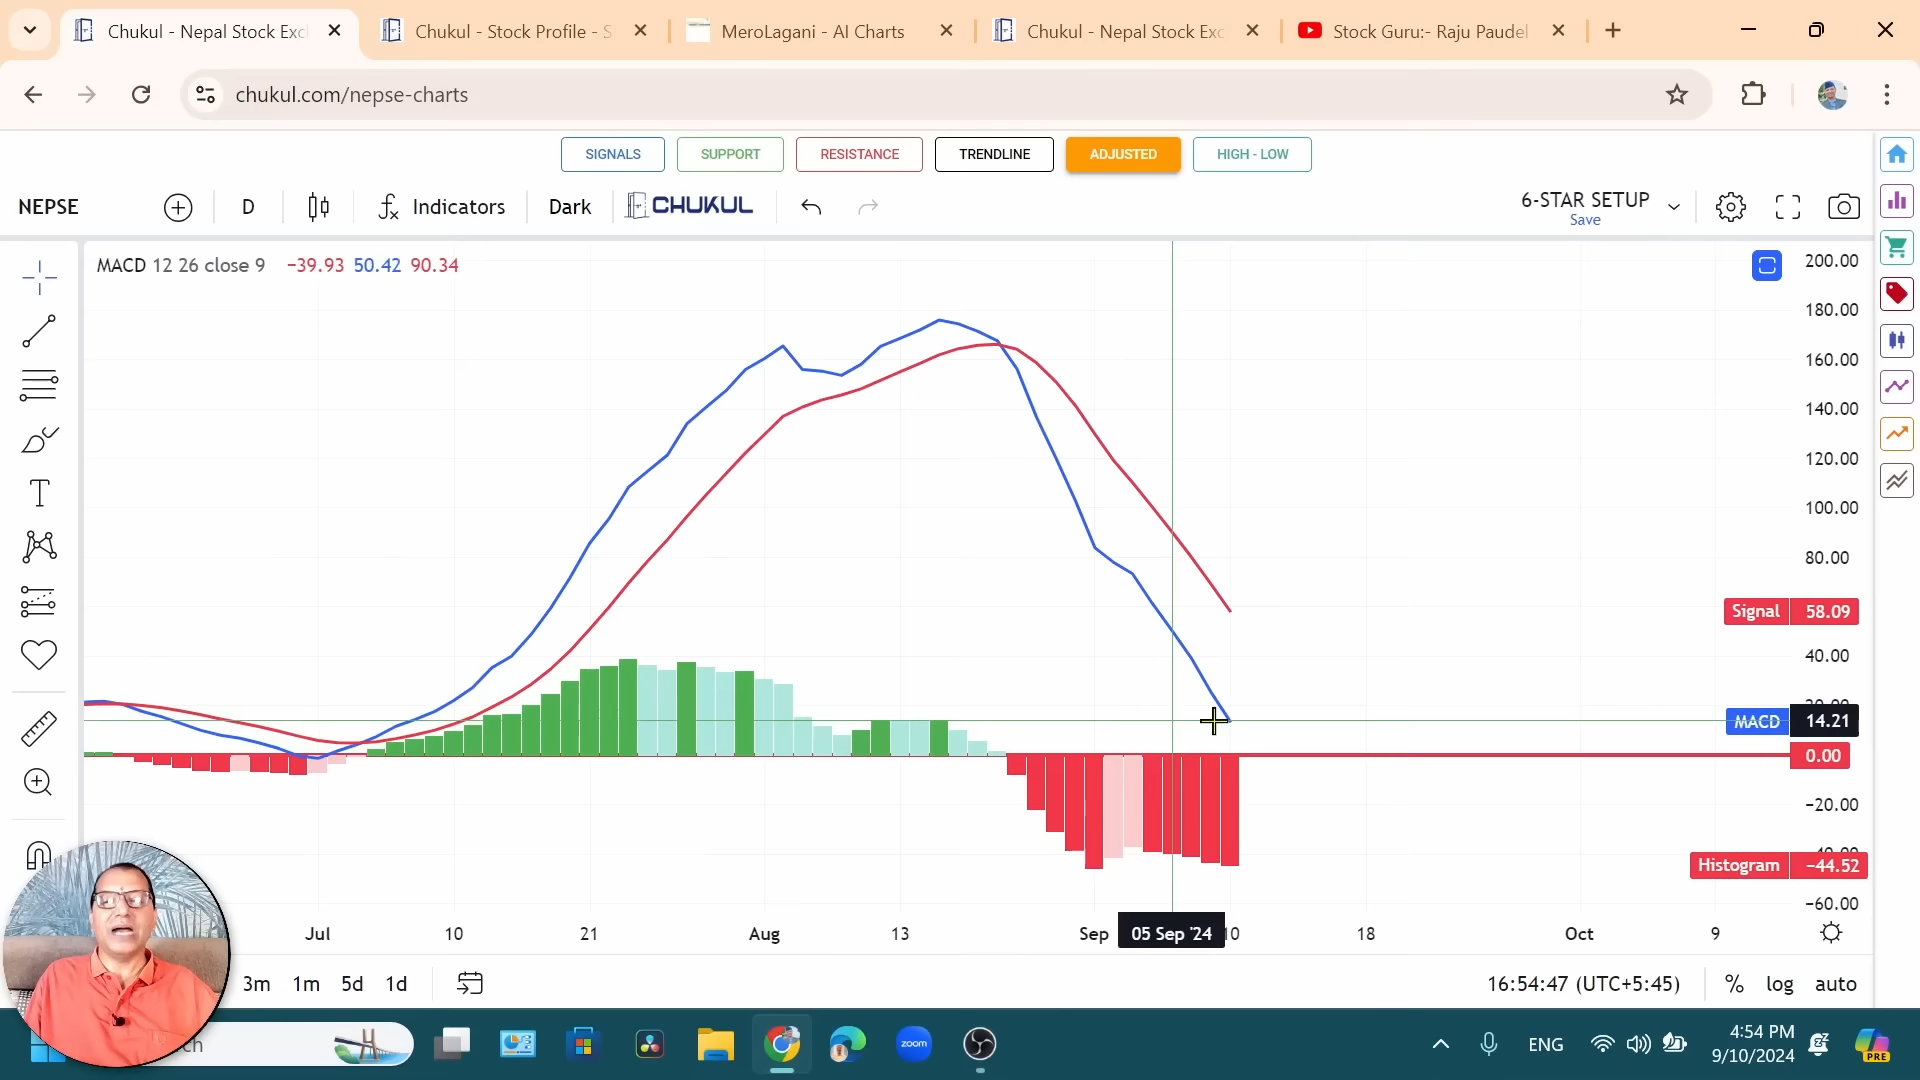 Chukul - Nepal Stock Exc
Chukul - Stock Profile - S
MeroLagani - AI Charts
Chukul - Nepal Stock Exc
Stock Guru:- Raju Paudel
chukul.com/nepse-charts
SIGNALS
SUPPORT
RESISTANCE
TRENDLINE
ADJUSTED
HIGH - LOW
NEPSE
D
Indicators
Dark
CHUKUL
6-STAR SETUP
Save
MACD 12 26 close 9 −39.93 50.42 90.34
200.00
180.00
160.00
140.00
120.00
100.00
80.00
Signal 58.09
40.00
MACD 14.21
0.00
−20.00
Histogram −44.52
−60.00
Jul
10
21
Aug
13
Sep
05 Sep '24
10
18
Oct
9
3m
1m
5d
1d
16:54:47 (UTC+5:45)
%
log
auto
zoom
ENG
4:54 PM
9/10/2024
PRE